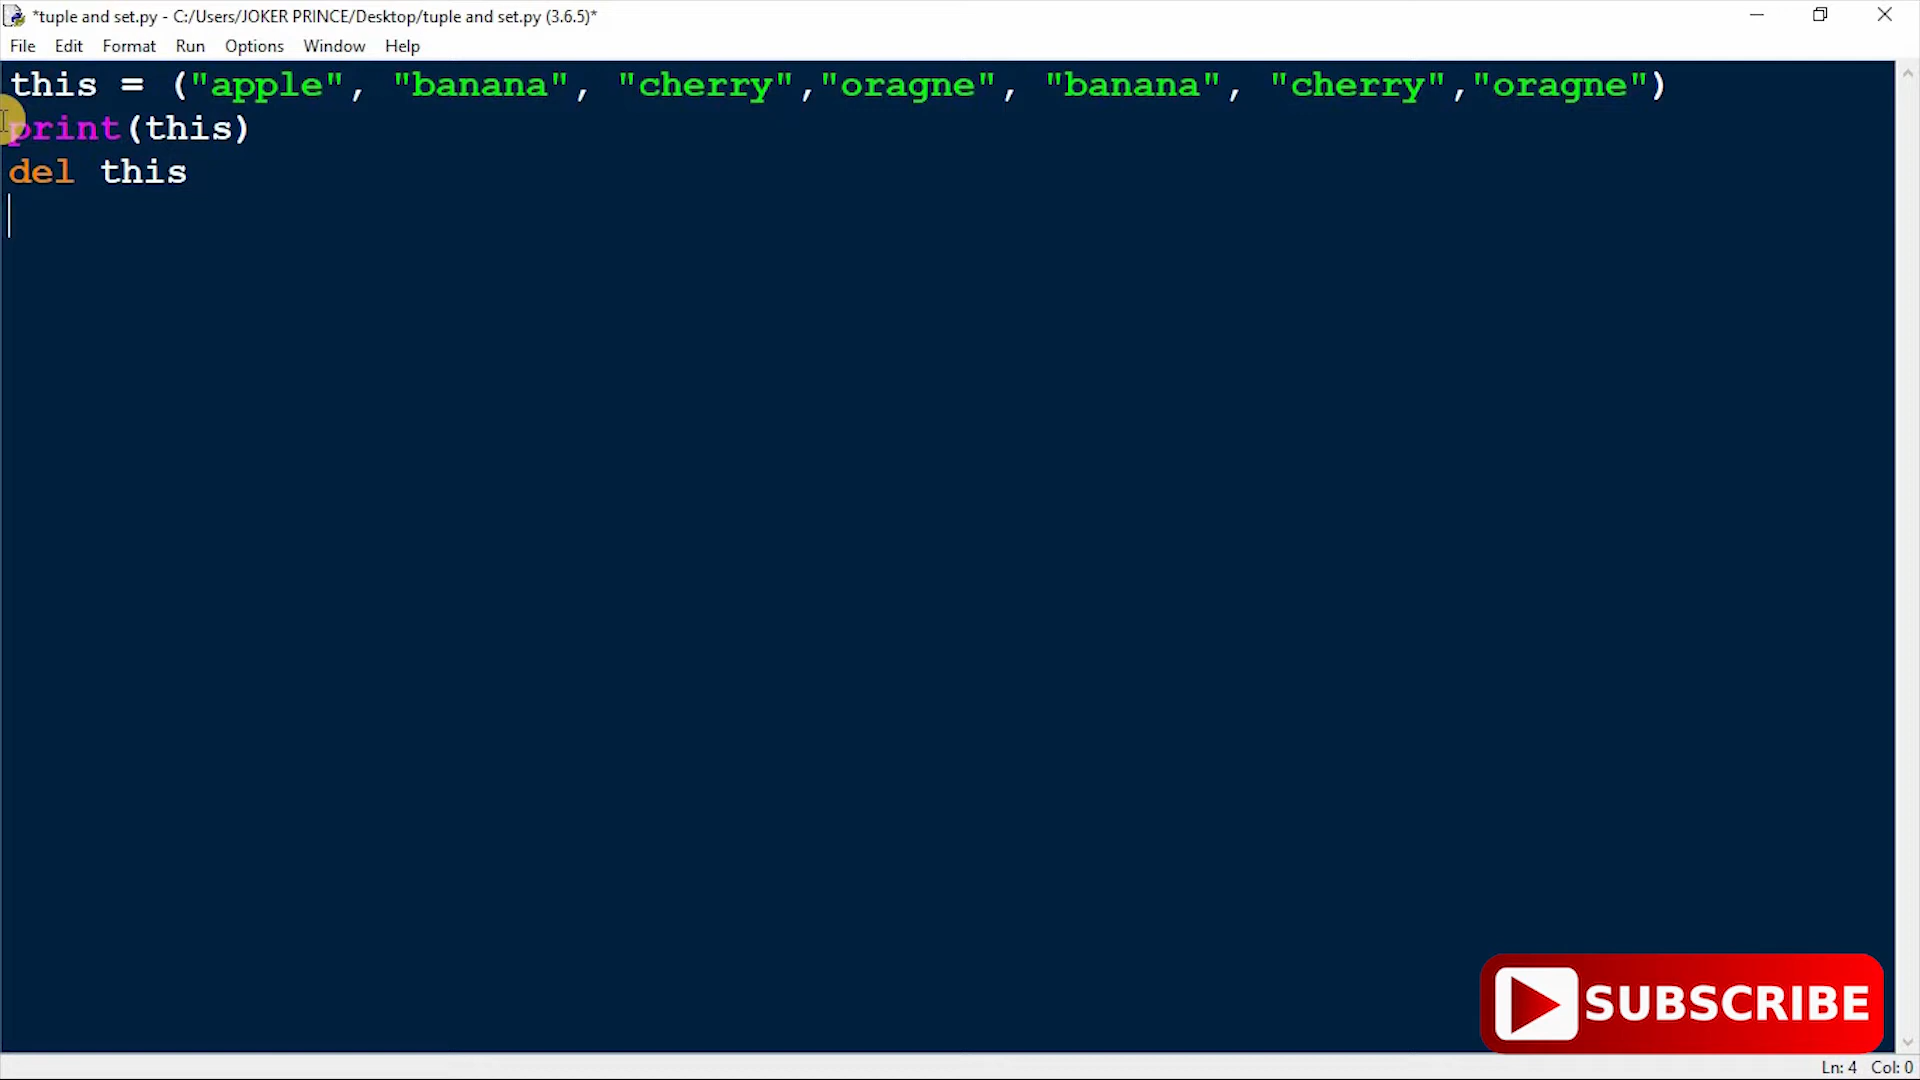 *tuple and set.py - C:/Users/JOKER PRINCE/Desktop/tuple and set.py (3.6.5)*
File Edit Format Run Options Window Help
this = ("apple", "banana", "cherry","oragne", "banana", "cherry","oragne")
print(this)
del this
SUBSCRIBE
Ln: 4 Col: 0